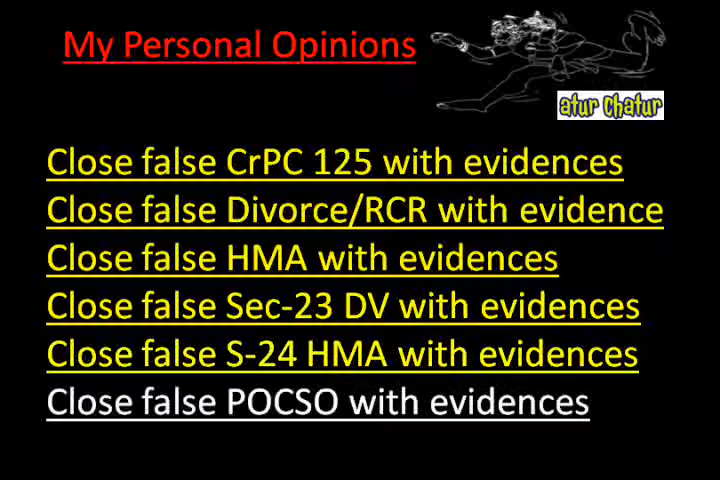 My Personal Opinions
atur Chatur
Close false CrPC 125 with evidences
Close false Divorce/RCR with evidence
Close false HMA with evidences
Close false Sec-23 DV with evidences
Close false S-24 HMA with evidences
Close false POCSO with evidences